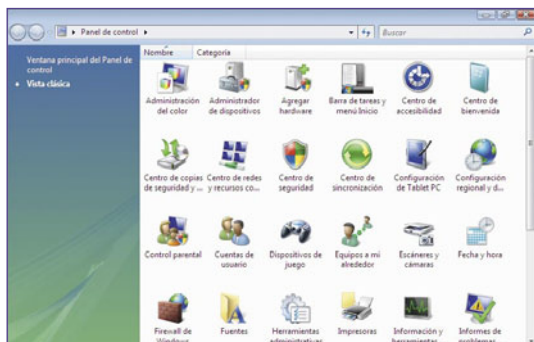 Panel de control
Buscar
Ventana principal del Panel de
control
Vista clásica
Nombre Categoría
Administración
del color
Administrador
de dispositivos
Agregar
hardware
Barra de tareas y
menú Inicio
Centro de
accesibilidad
Centro de
bienvenida
Centro de copias
de seguridad y ...
Centro de redes
y recursos co...
Centro de
seguridad
Centro de
sincronización
Configuración
de Tablet PC
Configuración
regional y d...
Control parental
Cuentas de
usuario
Dispositivos de
juego
Equipos a mi
alrededor
Escáneres y
cámaras
Fecha y hora
Firewall de
Windows
Fuentes
Herramientas
administrativas
Impresoras
Información y
herramientas ...
Informes de
problemas ...